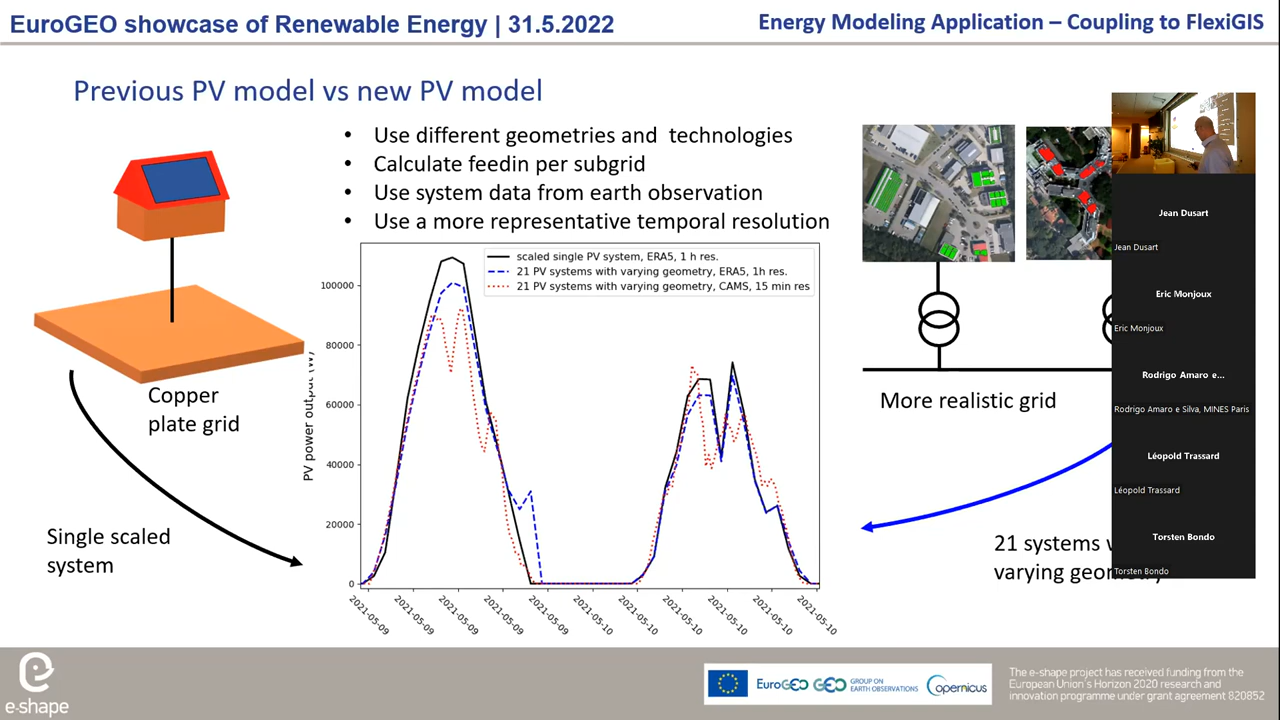 EuroGEO showcase of Renewable Energy | 31.5.2022
Energy Modeling Application – Coupling to FlexiGIS
Previous PV model vs new PV model
• Use different geometries and technologies
• Calculate feedin per subgrid
• Use system data from earth observation
• Use a more representative temporal resolution
scaled single PV system, ERA5, 1 h res.
21 PV systems with varying geometry, ERA5, 1h res.
21 PV systems with varying geometry, CAMS, 15 min res
PV power output (W)
100000
80000
60000
40000
20000
0
2021-05-09
2021-05-09
2021-05-09
2021-05-09
2021-05-09
2021-05-10
2021-05-10
2021-05-10
2021-05-10
2021-05-10
2021-05-10
Copper
plate grid
Single scaled
system
More realistic grid
21 systems
varying geometry
Jean Dusart
Jean Dusart
Eric Monjoux
Eric Monjoux
Rodrigo Amaro e...
Rodrigo Amaro e Silva, MINES Paris
Léopold Trassard
Léopold Trassard
Torsten Bondo
Torsten Bondo
e-shape
EuroGEO
GEO GROUP ON
EARTH OBSERVATIONS
Copernicus
The e-shape project has received funding from the
European Union's Horizon 2020 research and
innovation programme under grant agreement 820852